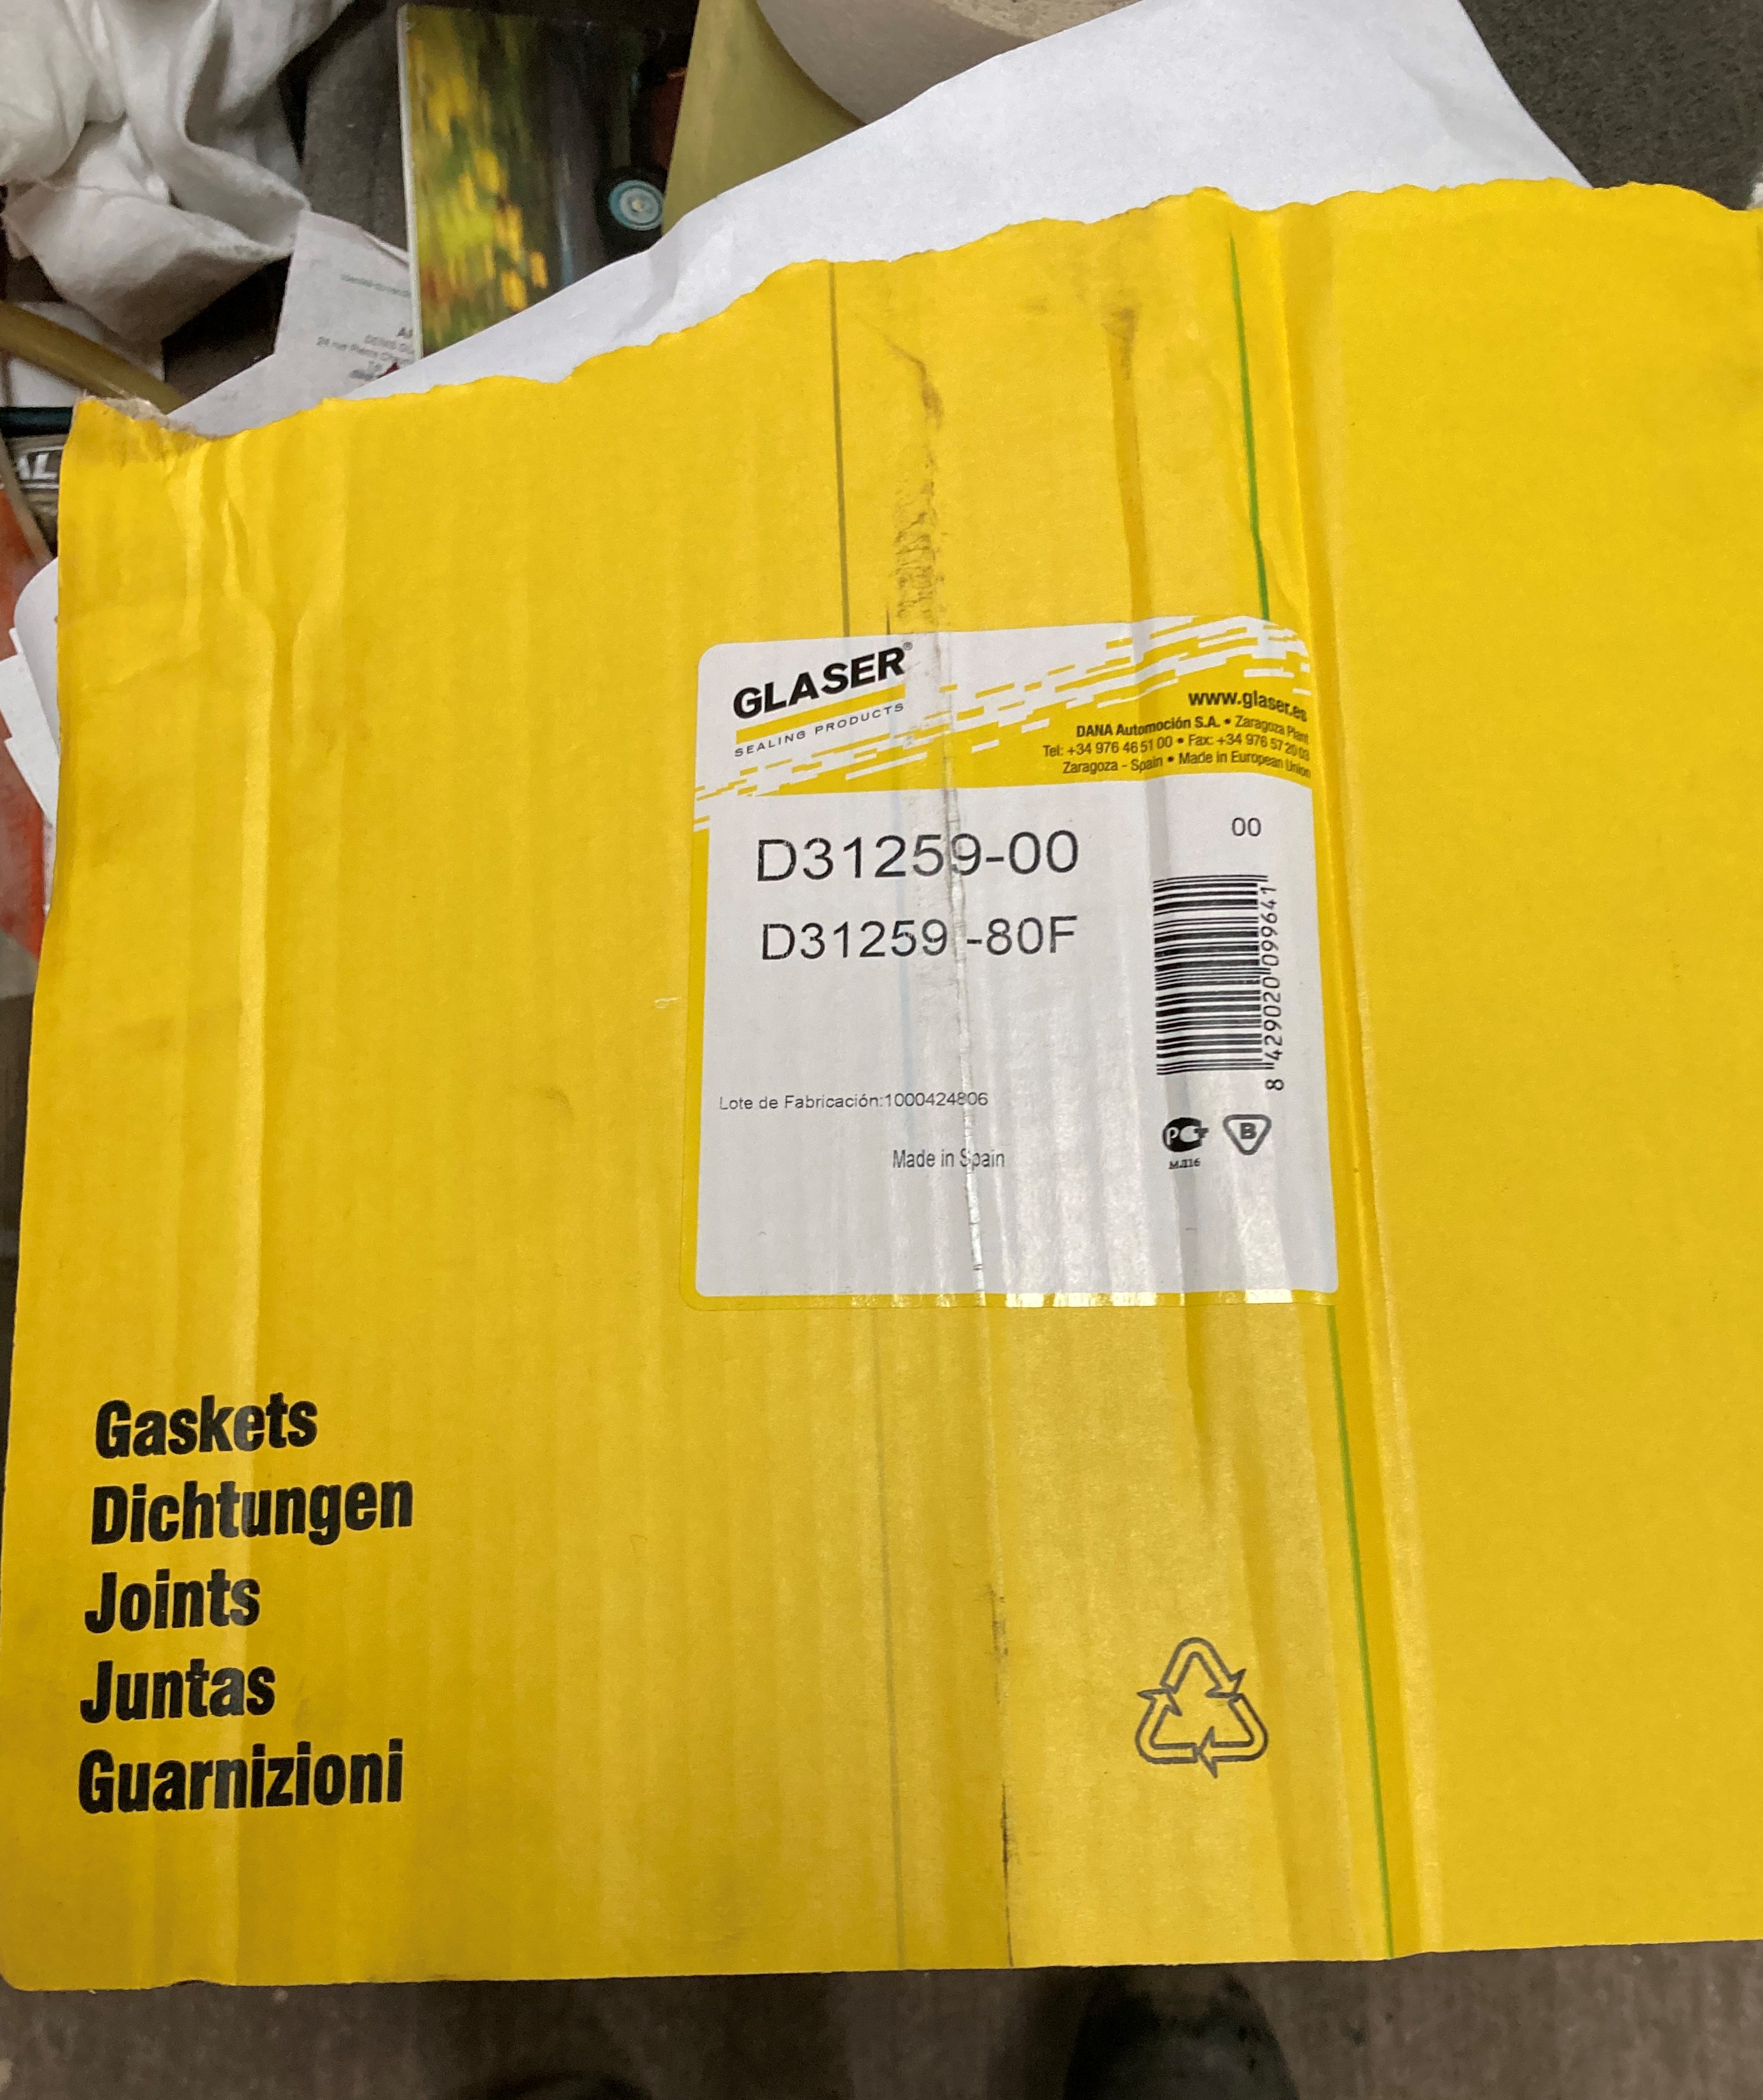 GLASER®
SEALING PRODUCTS
www.glaser.es
DANA Automoción S.A. • Zaragoza Plant
Tel: +34 976 46 51 00 • Fax: +34 976 57 20 03
Zaragoza - Spain • Made in European Union
D31259-00
00
D31259 -80F
8 429020 099641
Lote de Fabricación:1000424806
Made in Spain
B
Gaskets
Dichtungen
Joints
Juntas
Guarnizioni